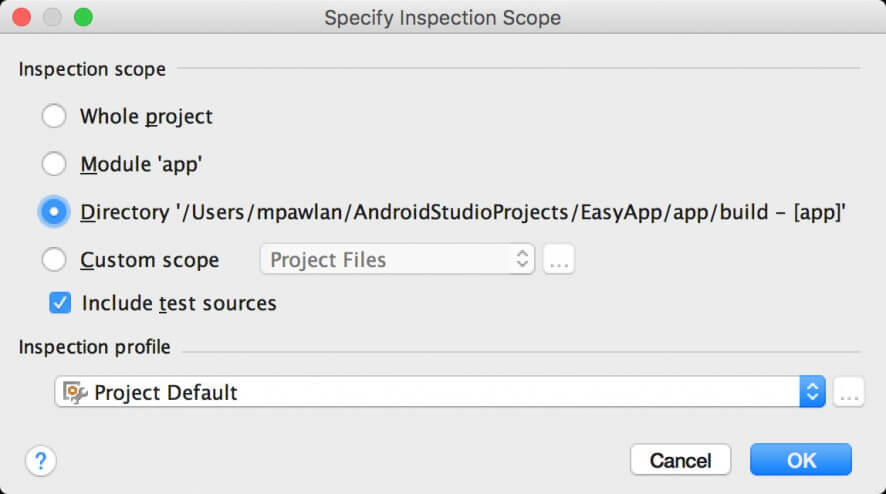 Specify Inspection Scope
Inspection scope
Whole project
Module 'app'
Directory '/Users/mpawlan/AndroidStudioProjects/EasyApp/app/build – [app]'
Custom scope Project Files ...
Include test sources
Inspection profile
Project Default ...
? Cancel OK